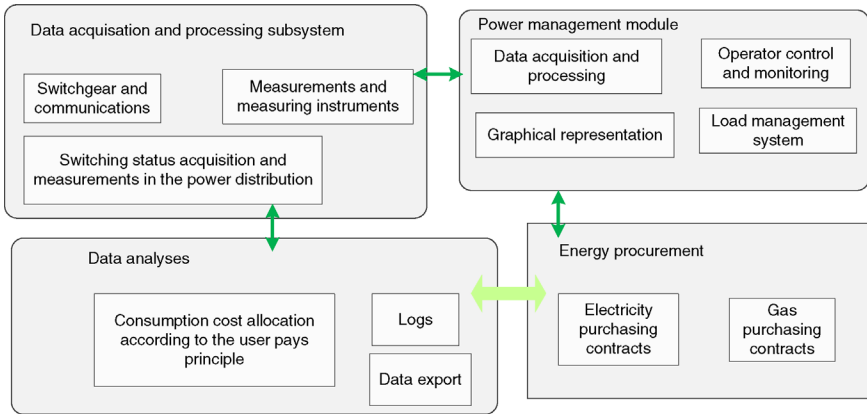 Data acquisation and processing subsystem
Switchgear and
communications
Measurements and
measuring instruments
Switching status acquisition and
measurements in the power distribution
Power management module
Data acquisition and
processing
Operator control
and monitoring
Graphical representation
Load management
system
Data analyses
Consumption cost allocation
according to the user pays
principle
Logs
Data export
Energy procurement
Electricity
purchasing
contracts
Gas
purchasing
contracts